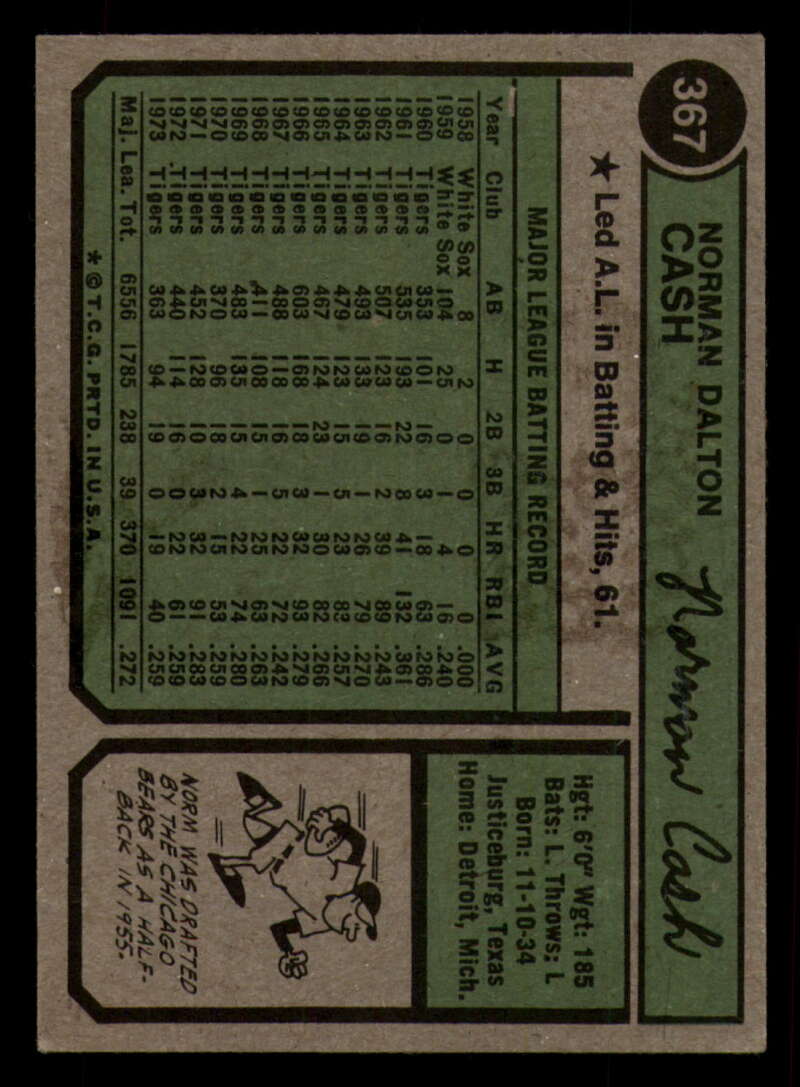 367
NORMAN DALTON
CASH
Norman Cash
★ Led A.L. in Batting & Hits, 61.
MAJOR LEAGUE BATTING RECORD
Year Club AB H 2B 3B HR RBI AVG
1958 White Sox 8 2 0 0 0 0 .000
1959 White Sox 104 25 0 1 4 16 .240
1960 Tigers 353 101 16 3 18 63 .286
1961 Tigers 535 193 22 8 41 132 .361
1962 Tigers 507 123 16 2 39 89 .243
1963 Tigers 493 133 19 1 26 79 .270
1964 Tigers 479 123 15 5 23 83 .257
1965 Tigers 467 124 23 1 30 82 .266
1966 Tigers 603 168 18 3 32 93 .279
1967 Tigers 488 118 16 5 22 72 .242
1968 Tigers 411 108 15 1 25 63 .263
1969 Tigers 483 135 15 4 22 74 .280
1970 Tigers 370 96 18 2 15 53 .259
1971 Tigers 452 128 10 3 32 91 .283
1972 Tigers 440 114 16 0 22 61 .259
1973 Tigers 363 94 19 0 19 40 .259
Maj. Lea. Tot. 6556 1785 238 39 370 1091 .272
* © T.C.G. PRTD. IN U.S.A.
Hgt: 6'0" Wgt: 185
Bats: L Throws: L
Born: 11-10-34
Justiceburg, Texas
Home: Detroit, Mich.
NORM WAS DRAFTED
BY THE CHICAGO
BEARS AS A HALF-
BACK IN 1955.